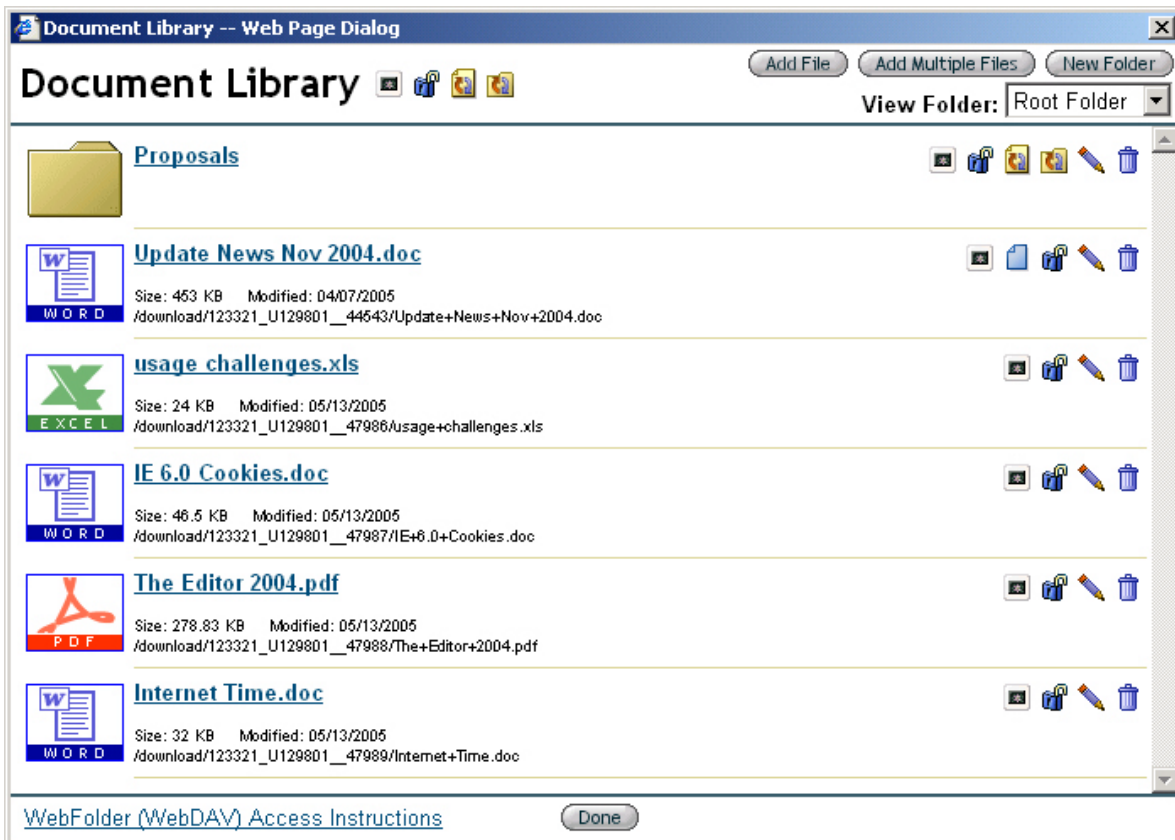 Document Library -- Web Page Dialog
Add File Add Multiple Files New Folder
Document Library
View Folder: Root Folder
Proposals
Update News Nov 2004.doc
Size: 453 KB Modified: 04/07/2005
/download/123321_U129801__44543/Update+News+Nov+2004.doc
WORD
usage challenges.xls
Size: 24 KB Modified: 05/13/2005
/download/123321_U129801__47986/usage+challenges.xls
EXCEL
IE 6.0 Cookies.doc
Size: 46.5 KB Modified: 05/13/2005
/download/123321_U129801__47987/IE+6.0+Cookies.doc
WORD
The Editor 2004.pdf
Size: 278.83 KB Modified: 05/13/2005
/download/123321_U129801__47988/The+Editor+2004.pdf
PDF
Internet Time.doc
Size: 32 KB Modified: 05/13/2005
/download/123321_U129801__47989/Internet+Time.doc
WORD
WebFolder (WebDAV) Access Instructions Done